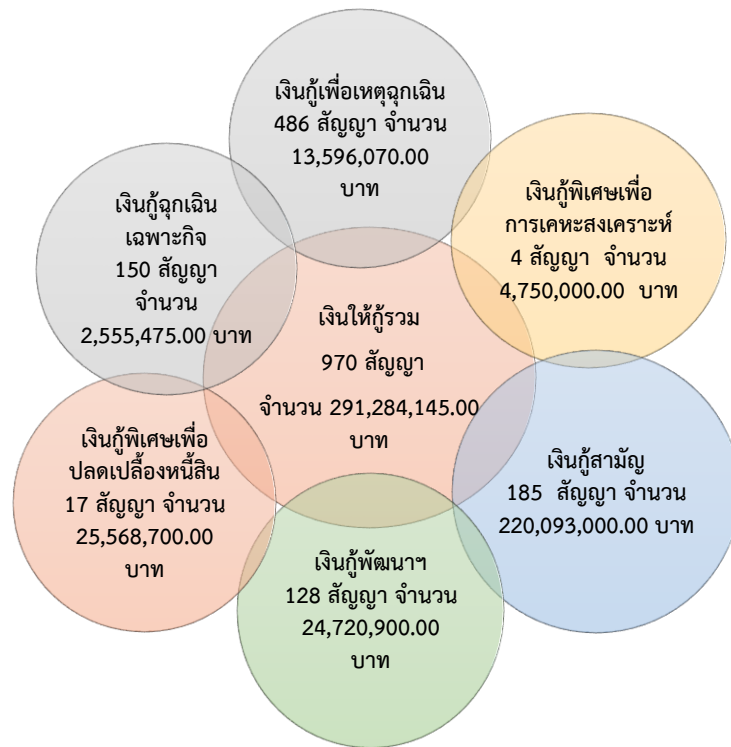 เงินกู้เพื่อเหตุฉุกเฉิน
486 สัญญา จำนวน
13,596,070.00
บาท
เงินกู้พิเศษเพื่อ
การเคหะสงเคราะห์
4 สัญญา จำนวน
4,750,000.00 บาท
เงินกู้สามัญ
185 สัญญา จำนวน
220,093,000.00 บาท
เงินกู้พัฒนาฯ
128 สัญญา จำนวน
24,720,900.00
บาท
เงินกู้พิเศษเพื่อ
ปลดเปลื้องหนี้สิน
17 สัญญา จำนวน
25,568,700.00
บาท
เงินกู้ฉุกเฉิน
เฉพาะกิจ
150 สัญญา
จำนวน
2,555,475.00 บาท
เงินให้กู้รวม
970 สัญญา
จำนวน 291,284,145.00
บาท